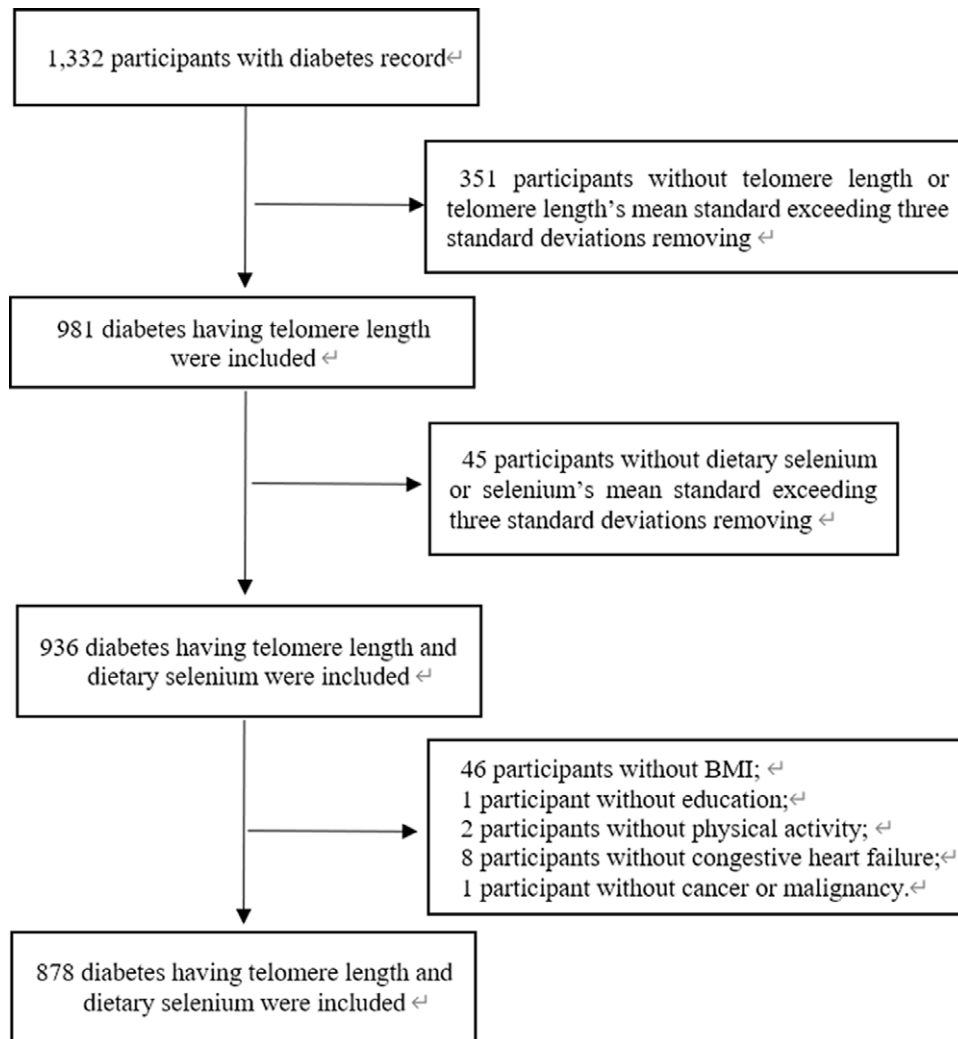 1,332 participants with diabetes record↵
351 participants without telomere length or
telomere length’s mean standard exceeding three
standard deviations removing ↵
981 diabetes having telomere length
were included ↵
45 participants without dietary selenium
or selenium’s mean standard exceeding
three standard deviations removing ↵
936 diabetes having telomere length and
dietary selenium were included ↵
46 participants without BMI; ↵
1 participant without education;↵
2 participants without physical activity; ↵
8 participants without congestive heart failure;↵
1 participant without cancer or malignancy.↵
878 diabetes having telomere length and
dietary selenium were included ↵